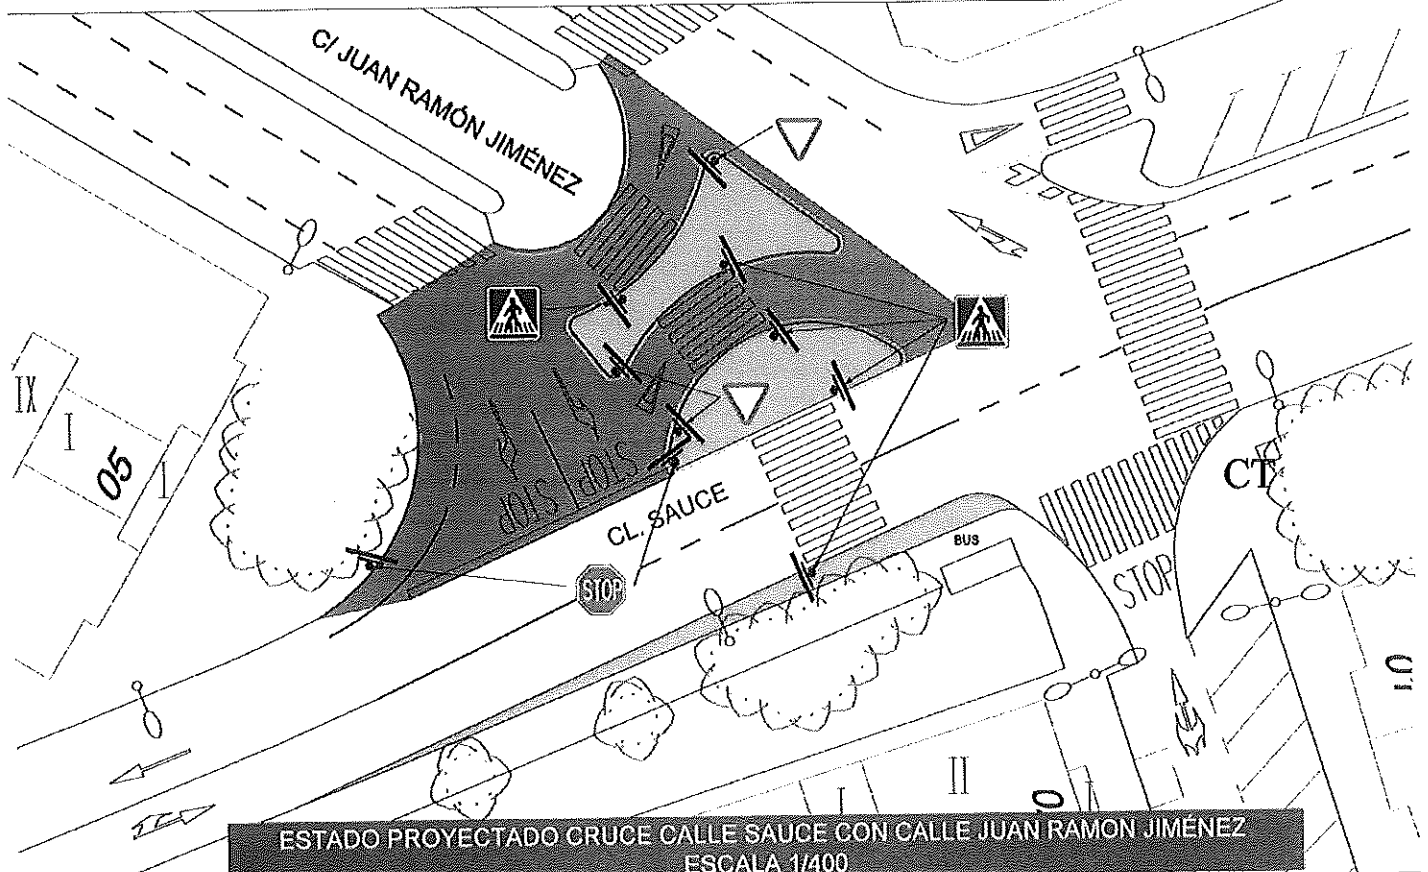 C/ JUAN RAMÓN JIMÉNEZ
IX
I
05
I
STOP
STOP
CL. SAUCE
STOP
BUS
CT
STOP
II
I
0
I
ESTADO PROYECTADO CRUCE CALLE SAUCE CON CALLE JUAN RAMON JIMENEZ
ESCALA 1/400